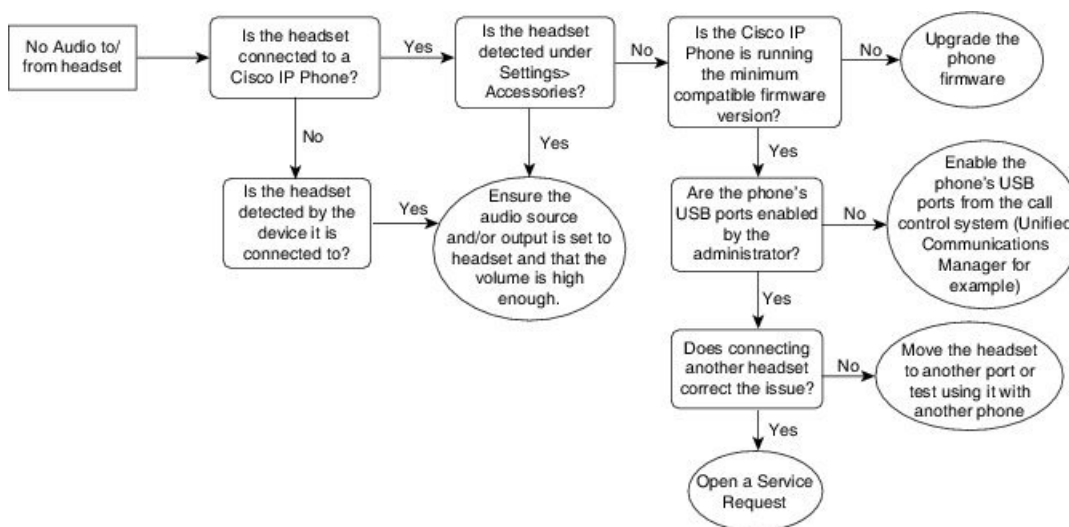 No Audio to/
from headset
Is the headset
connected to a
Cisco IP Phone?
Yes
Is the headset
detected under
Settings>
Accessories?
No
Is the Cisco IP
Phone is running
the minimum
compatible firmware
version?
No
Upgrade the
phone
firmware
No
Yes
Yes
Is the headset
detected by the
device it is
connected to?
Yes
Ensure the
audio source
and/or output is set to
headset and that the
volume is high
enough.
Are the phone's
USB ports enabled
by the
administrator?
No
Enable the
phone's USB
ports from the call
control system (Unified
Communications
Manager for
example)
Yes
Does connecting
another headset
correct the issue?
No
Move the headset
to another port or
test using it with
another phone
Yes
Open a Service
Request